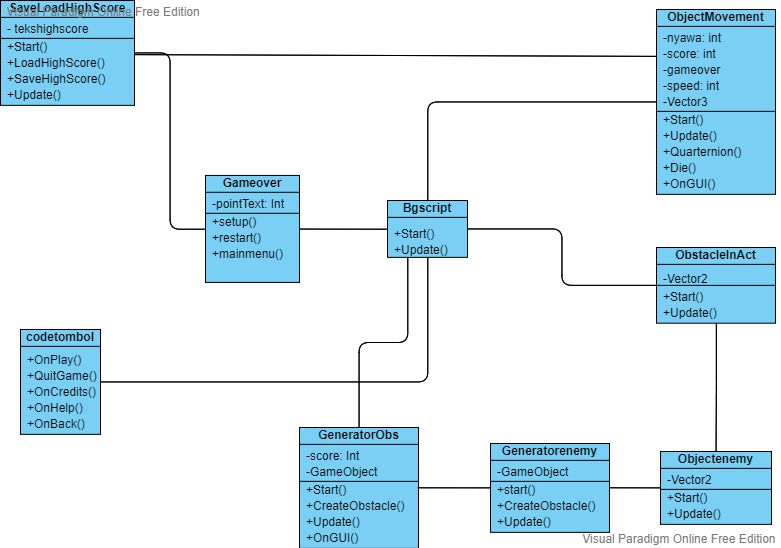 Visual Paradigm Online Free Edition
SaveLoadHighScore
- tekshighscore
+Start()
+LoadHighScore()
+SaveHighScore()
+Update()
ObjectMovement
-nyawa: int
-score: int
-gameover
-speed: int
-Vector3
+Start()
+Update()
+Quarternion()
+Die()
+OnGUI()
Gameover
-pointText: Int
+setup()
+restart()
+mainmenu()
Bgscript
+Start()
+Update()
ObstacleInAct
-Vector2
+Start()
+Update()
codetombol
+OnPlay()
+QuitGame()
+OnCredits()
+OnHelp()
+OnBack()
GeneratorObs
-score: Int
-GameObject
+Start()
+CreateObstacle()
+Update()
+OnGUI()
Generatorenemy
-GameObject
+start()
+CreateObstacle()
+Update()
Objectenemy
-Vector2
+Start()
+Update()
Visual Paradigm Online Free Edition